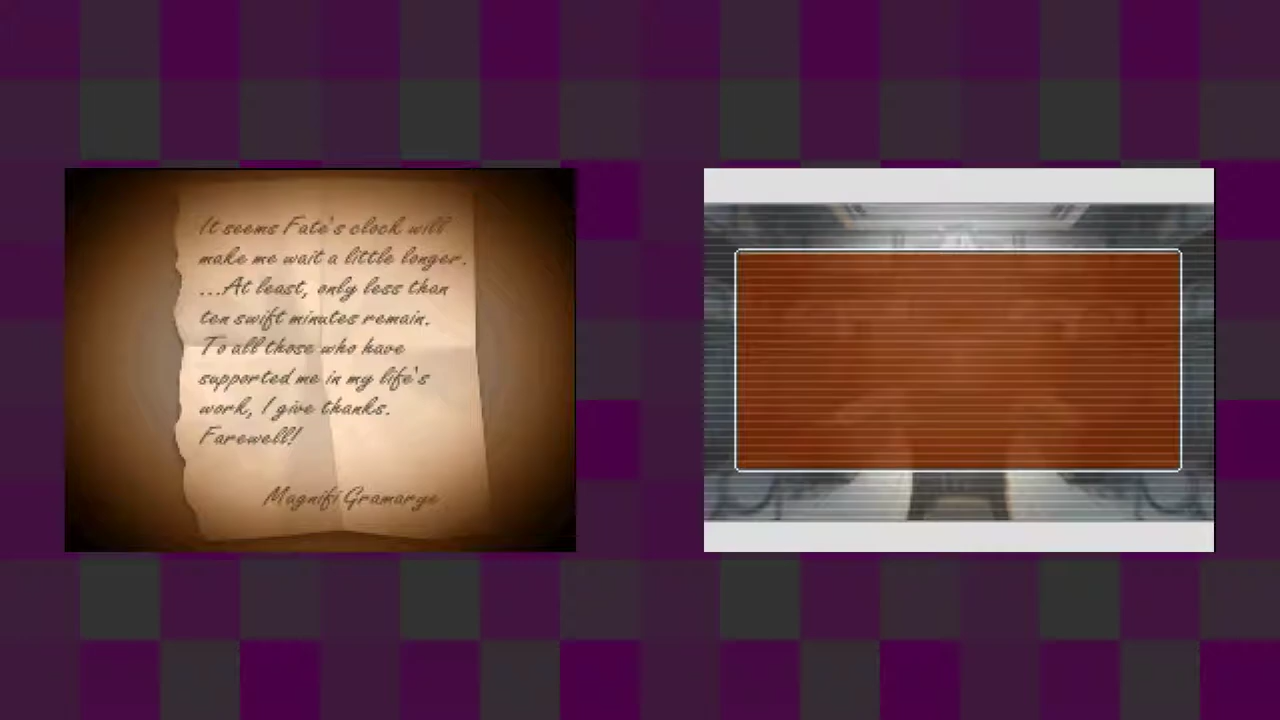 It seems Fate's clock will
make me wait a little longer.
...At least, only less than
ten swift minutes remain.
To all those who have
supported me in my life's
work, I give thanks.
Farewell!
Magnifi Gramarye